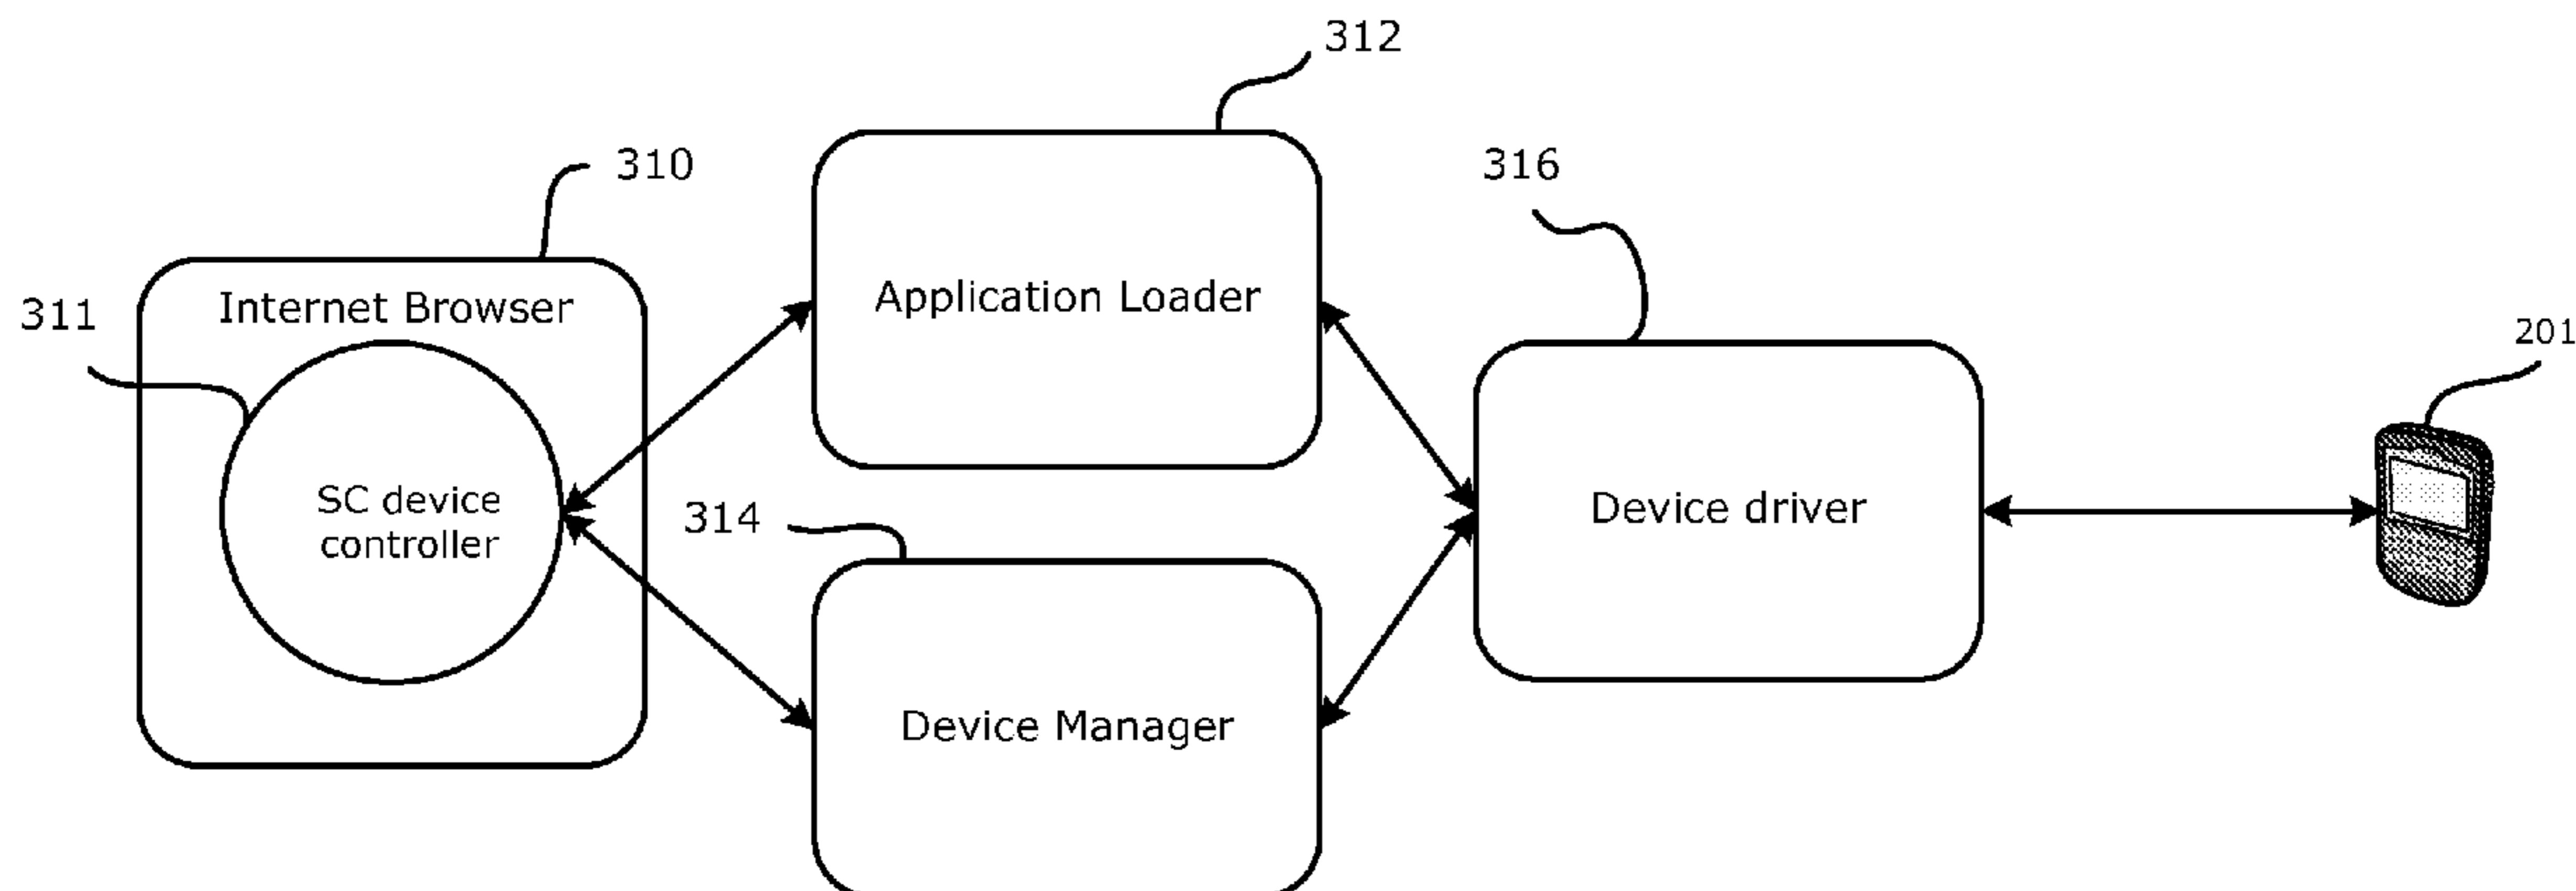 312
310
316
Internet Browser
311
Application Loader
201
SC device
controller
314
Device driver
Device Manager